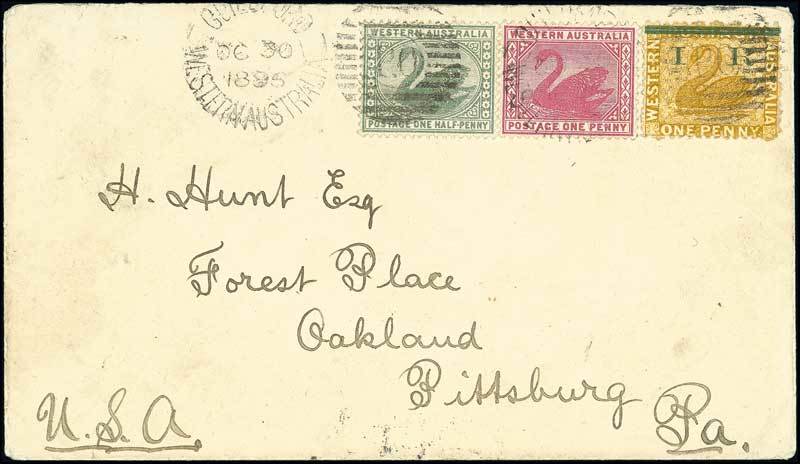 GUILDFORD
OC 30
1895
WESTERN AUSTRALIA
WESTERN AUSTRALIA
POSTAGE ONE HALF-PENNY
WESTERN AUSTRALIA
POSTAGE ONE PENNY
WESTERN
AUSTRALIA
I R
ONE PENNY
H. Hunt Esq
Forest Place
Oakland
Pittsburg
Pa.
U.S.A.